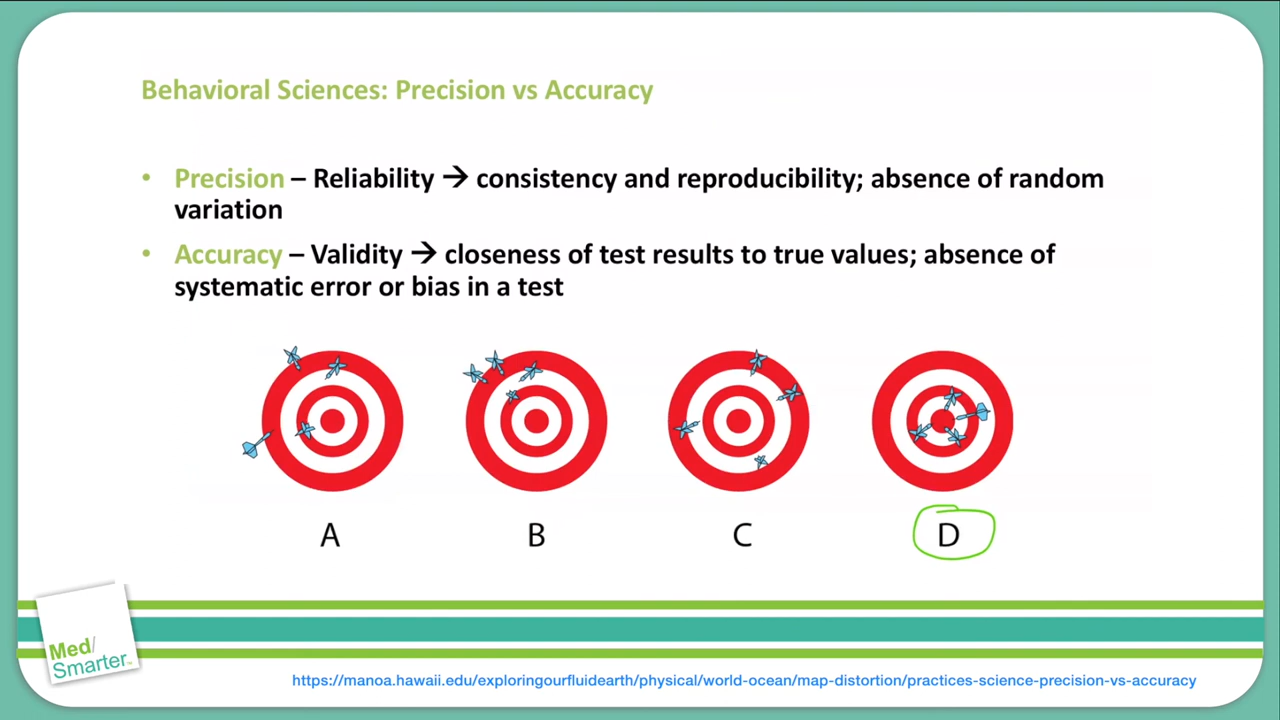 Behavioral Sciences: Precision vs Accuracy
• Precision – Reliability → consistency and reproducibility; absence of random
variation
• Accuracy – Validity → closeness of test results to true values; absence of
systematic error or bias in a test
A B C D
Med/
Smarter™
https://manoa.hawaii.edu/exploringourfluidearth/physical/world-ocean/map-distortion/practices-science-precision-vs-accuracy